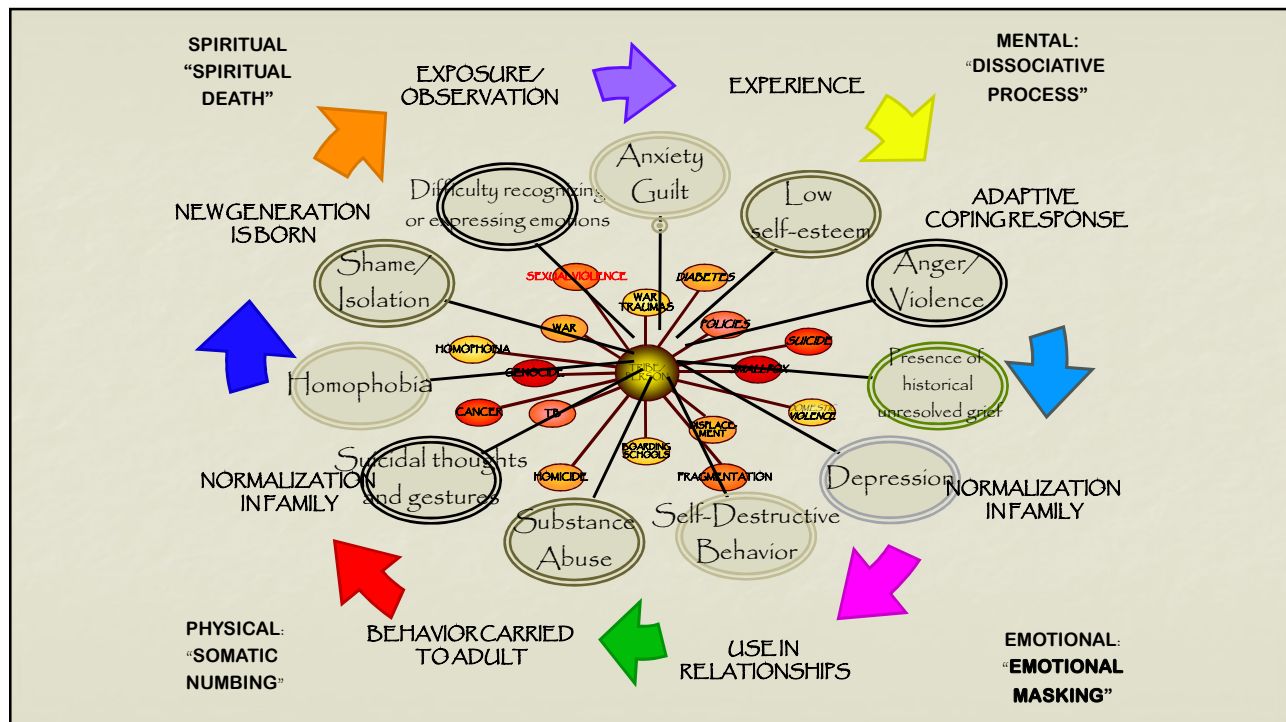 SPIRITUAL
“SPIRITUAL
DEATH”
EXPOSURE/
OBSERVATION
EXPERIENCE
MENTAL:
“DISSOCIATIVE
PROCESS”
NEW GENERATION
IS BORN
Difficulty recognizing
or expressing emotions
Anxiety
Guilt
Low
self-esteem
ADAPTIVE
COPING RESPONSE
Shame/
Isolation
SEXUAL VIOLENCE
WAR
TRAUMAS
DIABETES
Anger/
Violence
WAR
POLICIES
HOMOPHOBIA
SUICIDE
Homophobia
GENOCIDE
TRIBE/
PERSON
SMALLPOX
Presence of
historical
unresolved grief
CANCER
TB
DOMESTIC
VIOLENCE
DISPLACE-
MENT
BOARDING
SCHOOLS
NORMALIZATION
IN FAMILY
Suicidal thoughts
and gestures
HOMICIDE
FRAGMENTATION
Depression
NORMALIZATION
IN FAMILY
Substance
Abuse
Self-Destructive
Behavior
PHYSICAL:
“SOMATIC
NUMBING”
BEHAVIOR CARRIED
TO ADULT
USE IN
RELATIONSHIPS
EMOTIONAL:
“EMOTIONAL
MASKING”